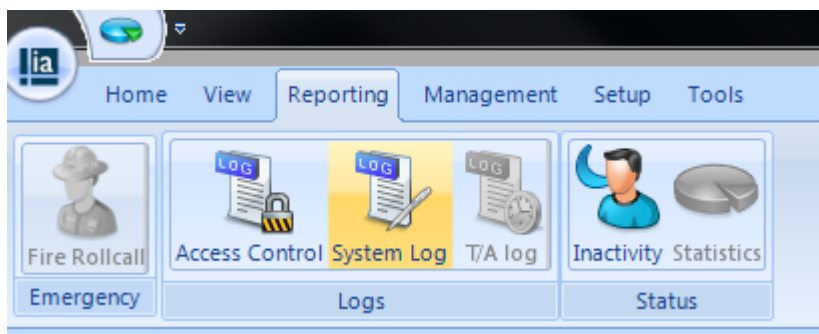 ia
Home View Reporting Management Setup Tools
LOG LOG LOG
Fire Rollcall Access Control System Log T/A log Inactivity Statistics
Emergency Logs Status